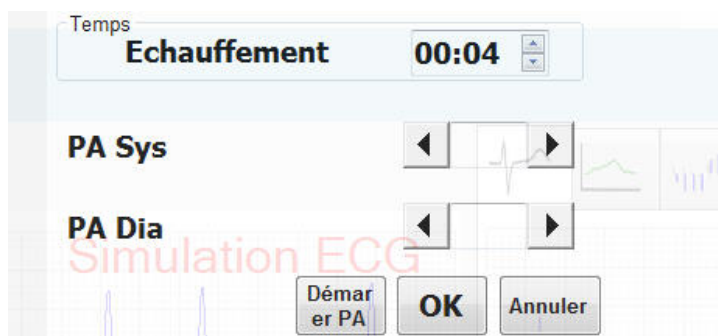 Temps
Echauffement 00:04
PA Sys
PA Dia
Simulation ECG
Démar
er PA
OK
Annuler